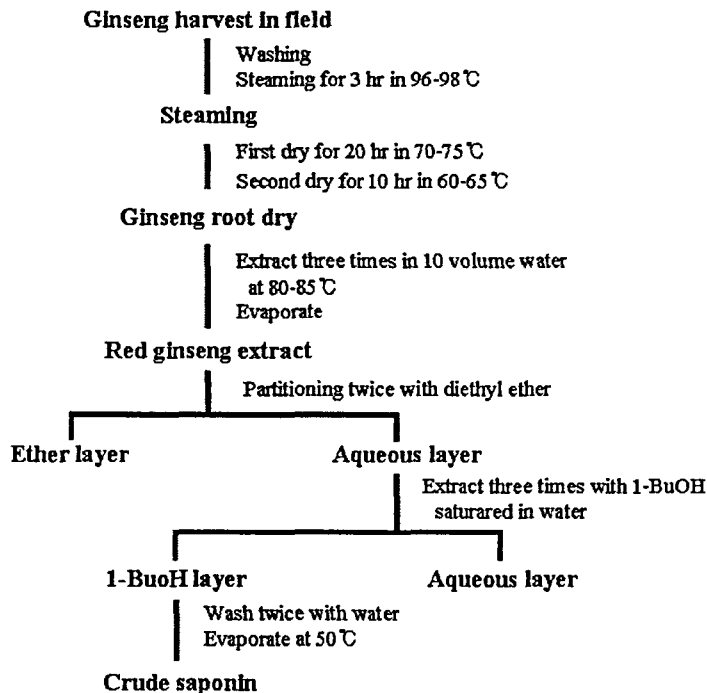 Ginseng harvest in field
Washing
Steaming for 3 hr in 96-98℃
Steaming
First dry for 20 hr in 70-75℃
Second dry for 10 hr in 60-65℃
Ginseng root dry
Extract three times in 10 volume water
at 80-85℃
Evaporate
Red ginseng extract
Partitioning twice with diethyl ether
Ether layer
Aqueous layer
Extract three times with 1-BuOH
saturared in water
1-BuoH layer
Aqueous layer
Wash twice with water
Evaporate at 50℃
Crude saponin